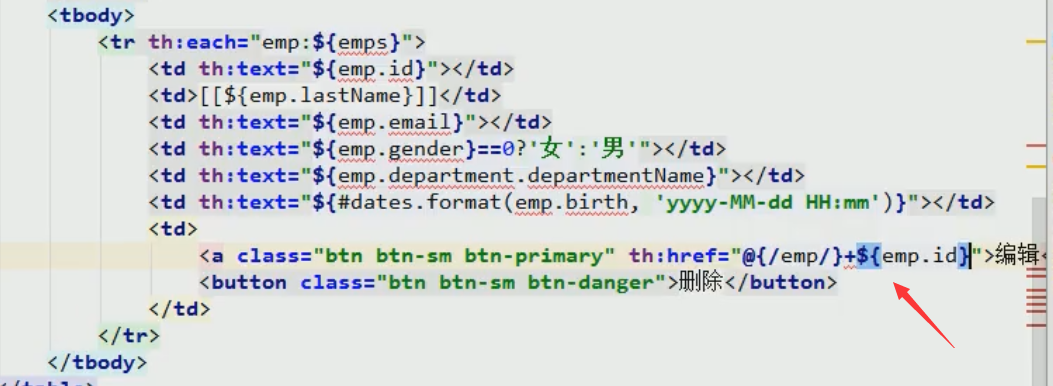 <tbody>
<tr th:each="emp:${emps}">
<td th:text="${emp.id}"></td>
<td>[[${emp.lastName}]]</td>
<td th:text="${emp.email}"></td>
<td th:text="${emp.gender}==0?'女':'男'"></td>
<td th:text="${emp.department.departmentName}"></td>
<td th:text="${#dates.format(emp.birth, 'yyyy-MM-dd HH:mm')}"></td>
<td>
<a class="btn btn-sm btn-primary" th:href="@{/emp/}+${emp.id}">编辑<
<button class="btn btn-sm btn-danger">删除</button>
</td>
</tr>
</tbody>